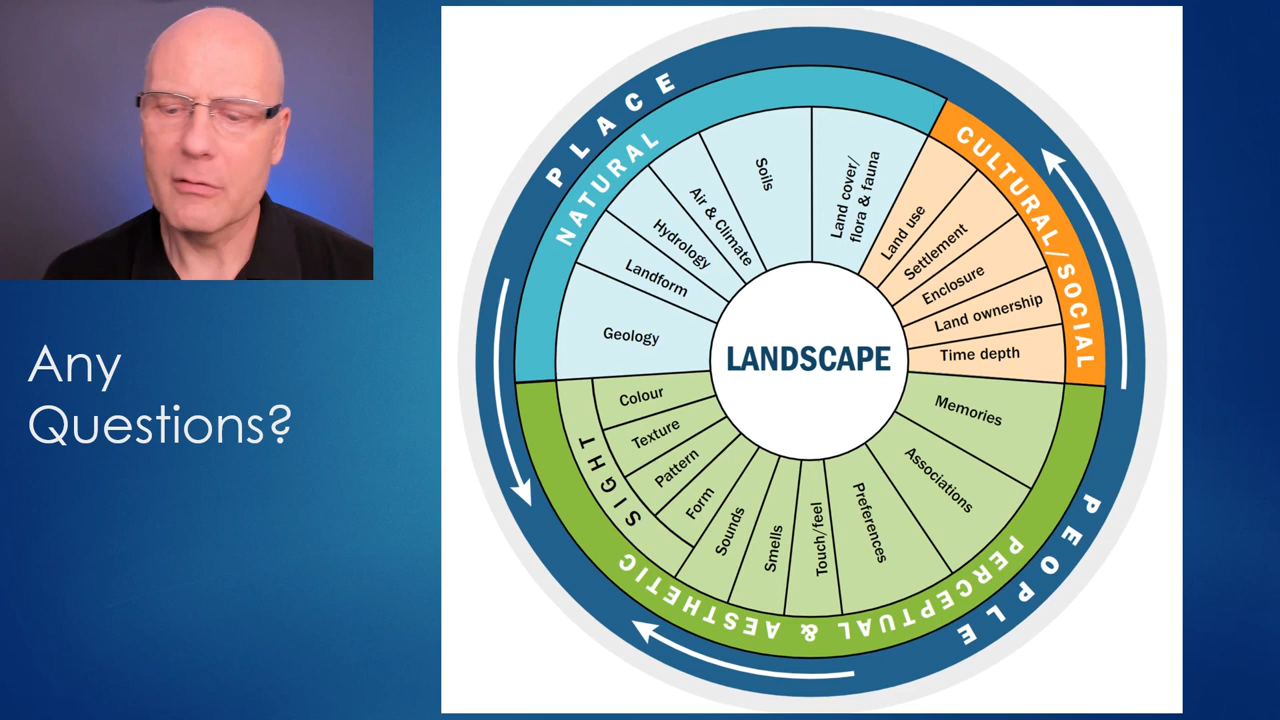 Any
Questions?
PLACE
NATURAL
Geology
Landform
Hydrology
Air & Climate
Soils
Land cover/
flora & fauna
CULTURAL/SOCIAL
Land use
Settlement
Enclosure
Land ownership
Time depth
LANDSCAPE
PEOPLE
PERCEPTUAL & AESTHETIC
Memories
Associations
Preferences
Touch/feel
Smells
Sounds
SIGHT
Form
Pattern
Texture
Colour